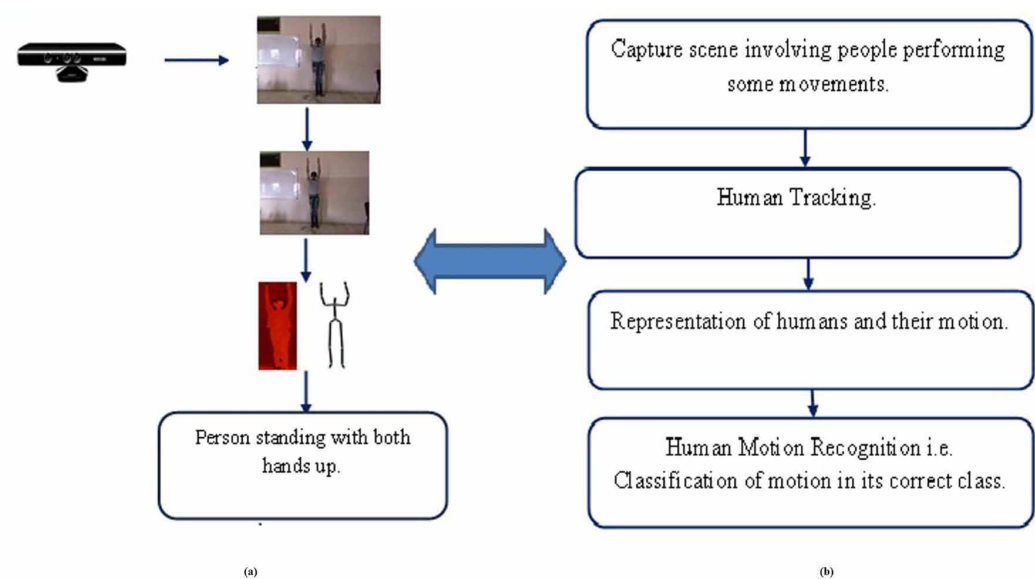 Capture scene involving people performing
some movements.
Human Tracking.
Representation of humans and their motion.
Person standing with both
hands up.
Human Motion Recognition i.e.
Classification of motion in its correct class.
(a)
(b)